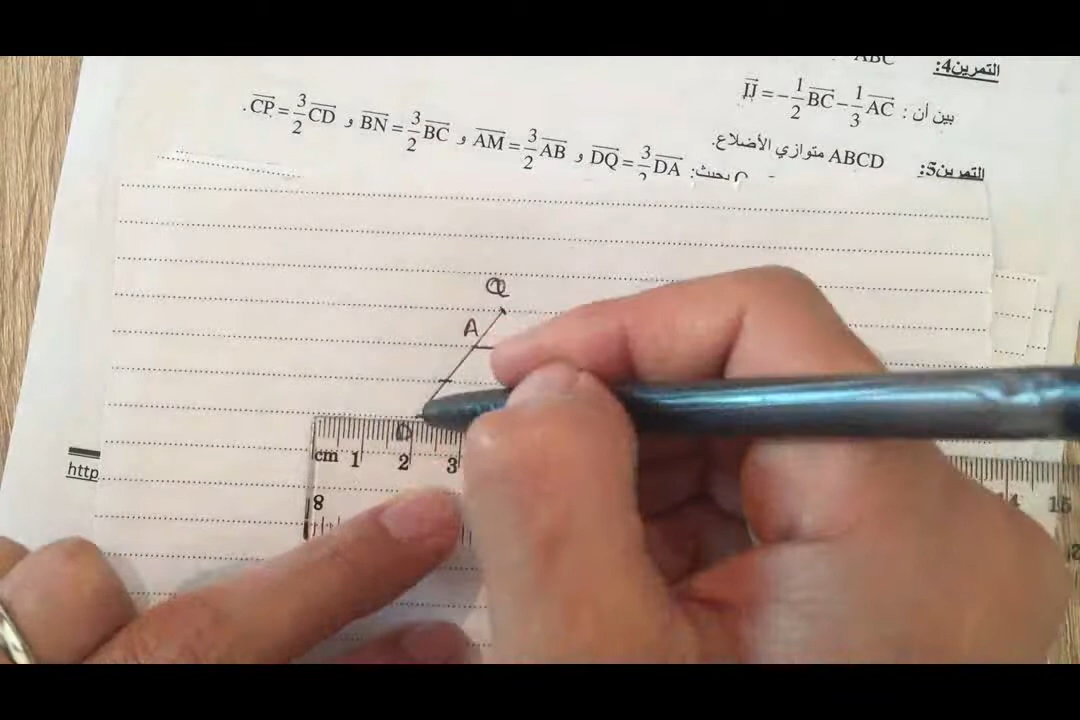 ABC
التمرين4:
بين أن : $\overrightarrow{IJ}=-\frac{1}{2}\overrightarrow{BC}-\frac{1}{3}\overrightarrow{AC}$
التمرين5:
ABCD متوازي الأضلاع.
بحيث: $\overrightarrow{DQ}=\frac{3}{2}\overrightarrow{DA}$ و $\overrightarrow{AM}=\frac{3}{2}\overrightarrow{AB}$ و $\overrightarrow{BN}=\frac{3}{2}\overrightarrow{BC}$ و $\overrightarrow{CP}=\frac{3}{2}\overrightarrow{CD}$ .
Q
A
D
cm 1 2 3 14 15
8
http